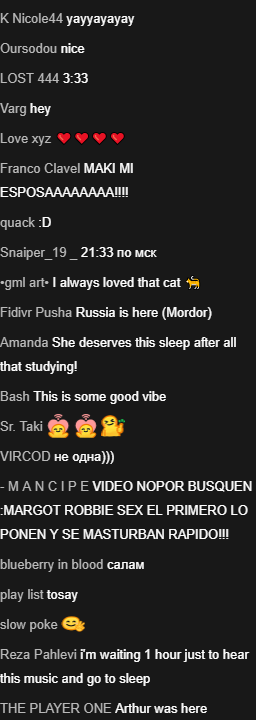 K Nicole44 yayyayayay
Oursodou nice
LOST 444 3:33
Varg hey
Love xyz ❤️❤️❤️❤️
Franco Clavel MAKI MI
ESPOSAAAAAAAA!!!!
quack :D
Snaiper_19 _ 21:33 по мск
•gml art• I always loved that cat 🐈
Fidivr Pusha Russia is here (Mordor)
Amanda She deserves this sleep after all
that studying!
Bash This is some good vibe
Sr. Taki
VIRCOD не одна)))
- M A N C I P E VIDEO NOPOR BUSQUEN
:MARGOT ROBBIE SEX EL PRIMERO LO
PONEN Y SE MASTURBAN RAPIDO!!!
blueberry in blood салам
play list tosay
slow poke
Reza Pahlevi i'm waiting 1 hour just to hear
this music and go to sleep
THE PLAYER ONE Arthur was here